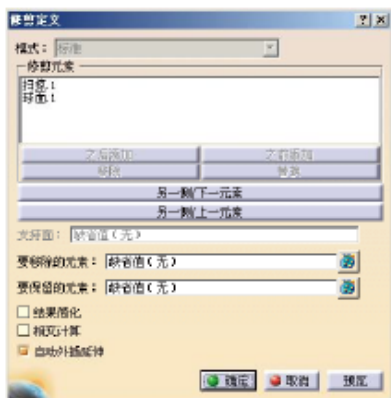 修剪定义
模式： 标准
修剪元素
扫掠.1
球面.1
之后添加 之前添加
移除 替换
另一侧/下一元素
另一侧/上一元素
支持面： 缺省值（无）
要移除的元素： 缺省值（无）
要保留的元素： 缺省值（无）
结果简化
相交计算
自动外插延伸
确定 取消 预览